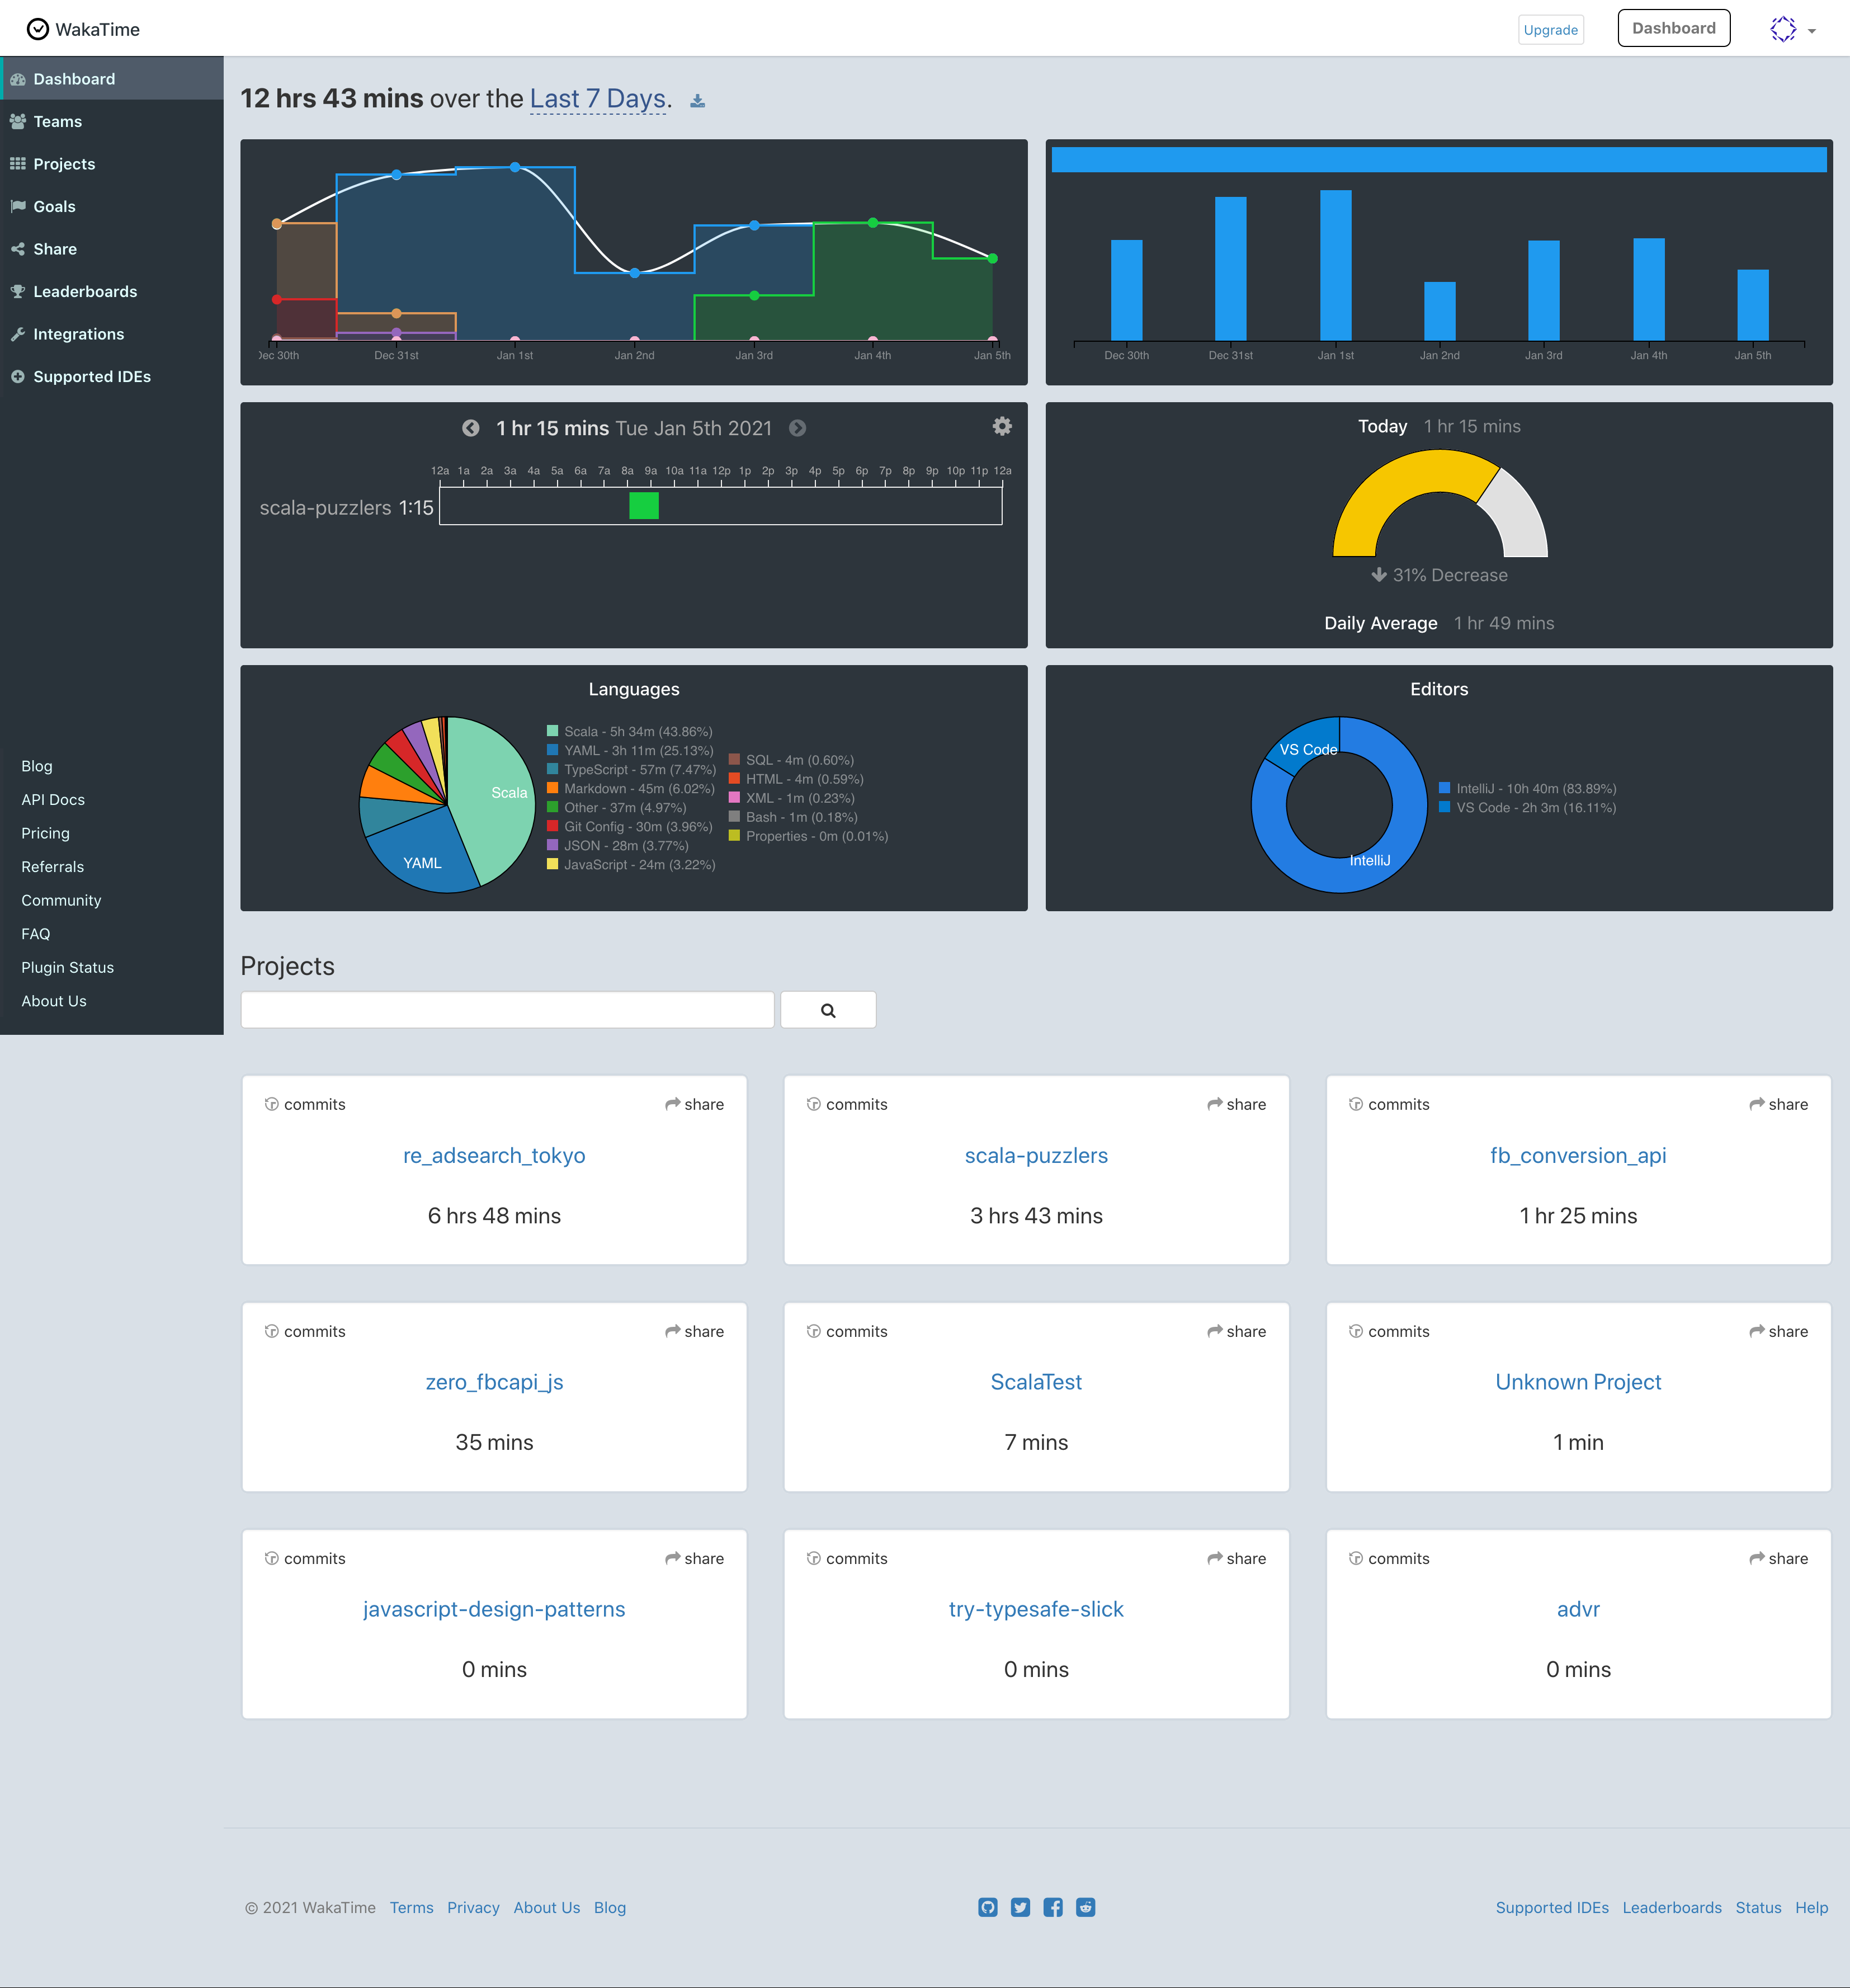 WakaTime
Upgrade
Dashboard
Dashboard
Teams
Projects
Goals
Share
Leaderboards
Integrations
Supported IDEs
Blog
API Docs
Pricing
Referrals
Community
FAQ
Plugin Status
About Us
12 hrs 43 mins over the Last 7 Days.
Dec 30th Dec 31st Jan 1st Jan 2nd Jan 3rd Jan 4th Jan 5th
Dec 30th Dec 31st Jan 1st Jan 2nd Jan 3rd Jan 4th Jan 5th
1 hr 15 mins Tue Jan 5th 2021
12a 1a 2a 3a 4a 5a 6a 7a 8a 9a 10a 11a 12p 1p 2p 3p 4p 5p 6p 7p 8p 9p 10p 11p 12a
scala-puzzlers 1:15
Today 1 hr 15 mins
31% Decrease
Daily Average 1 hr 49 mins
Languages
Scala
YAML
Scala - 5h 34m (43.86%)
YAML - 3h 11m (25.13%)
TypeScript - 57m (7.47%)
Markdown - 45m (6.02%)
Other - 37m (4.97%)
Git Config - 30m (3.96%)
JSON - 28m (3.77%)
JavaScript - 24m (3.22%)
SQL - 4m (0.60%)
HTML - 4m (0.59%)
XML - 1m (0.23%)
Bash - 1m (0.18%)
Properties - 0m (0.01%)
Editors
VS Code
IntelliJ
IntelliJ - 10h 40m (83.89%)
VS Code - 2h 3m (16.11%)
Projects
commits share
re_adsearch_tokyo
6 hrs 48 mins
commits share
scala-puzzlers
3 hrs 43 mins
commits share
fb_conversion_api
1 hr 25 mins
commits share
zero_fbcapi_js
35 mins
commits share
ScalaTest
7 mins
commits share
Unknown Project
1 min
commits share
javascript-design-patterns
0 mins
commits share
try-typesafe-slick
0 mins
commits share
advr
0 mins
© 2021 WakaTime Terms Privacy About Us Blog
Supported IDEs Leaderboards Status Help